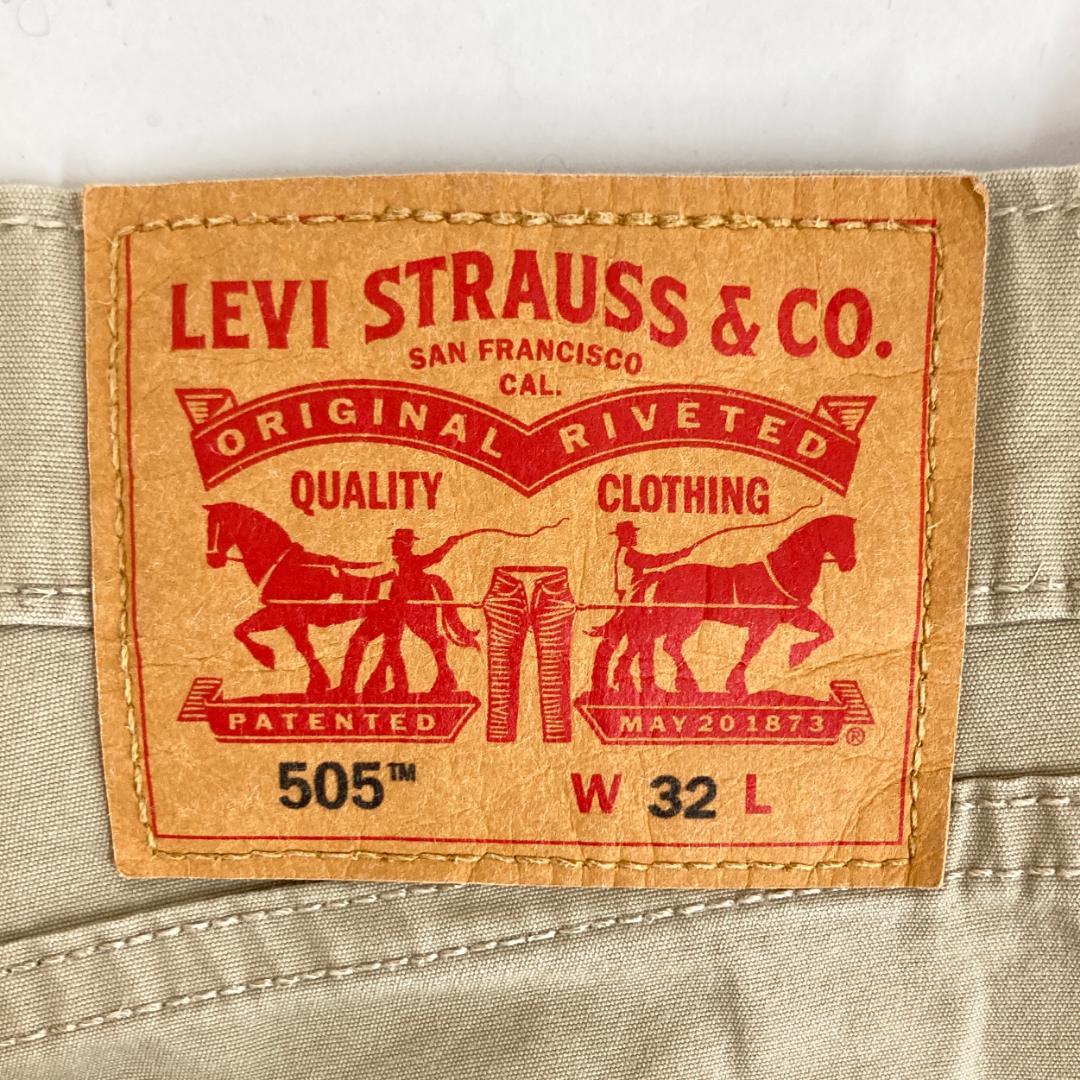 LEVI STRAUSS & CO.
SAN FRANCISCO
CAL.
ORIGINAL RIVETED
QUALITY CLOTHING
PATENTED MAY 20 1873 ®
505™ W 32 L